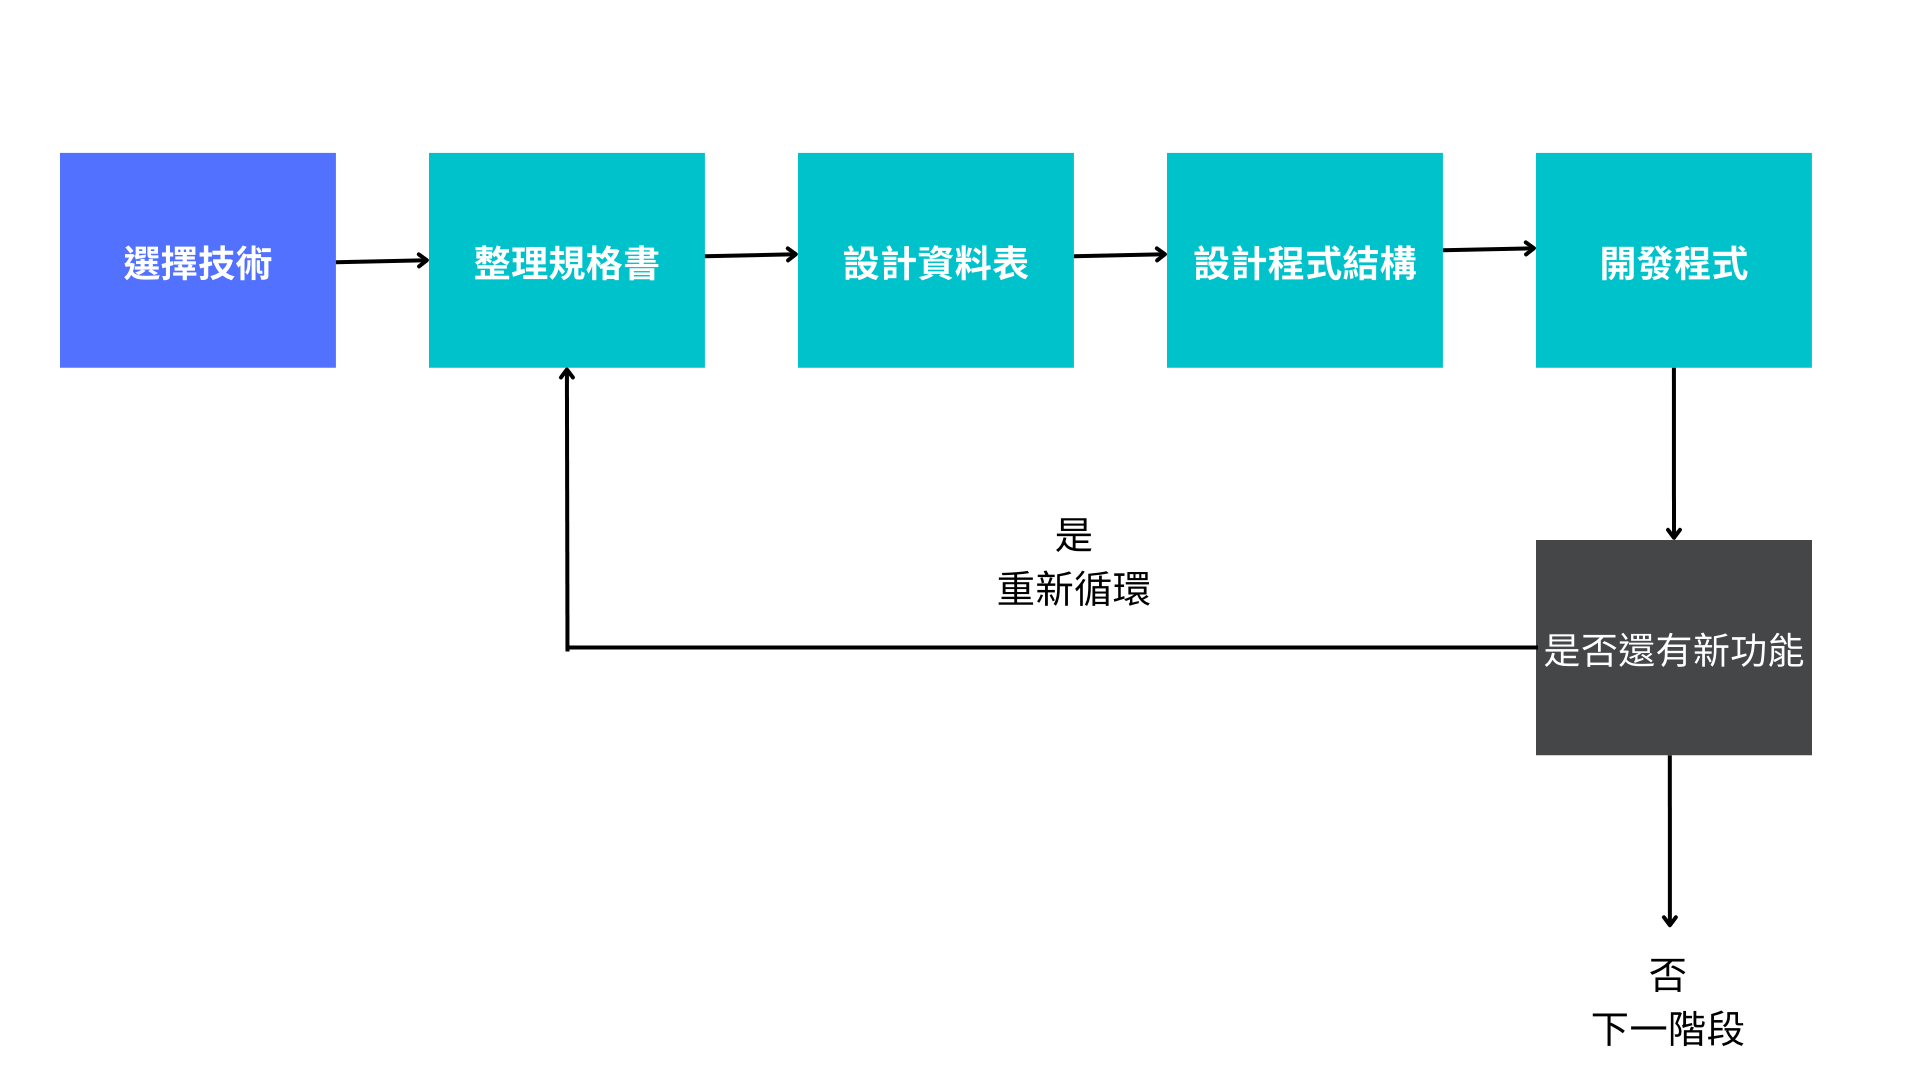 選擇技術
整理規格書
設計資料表
設計程式結構
開發程式
是
重新循環
是否還有新功能
否
下一階段